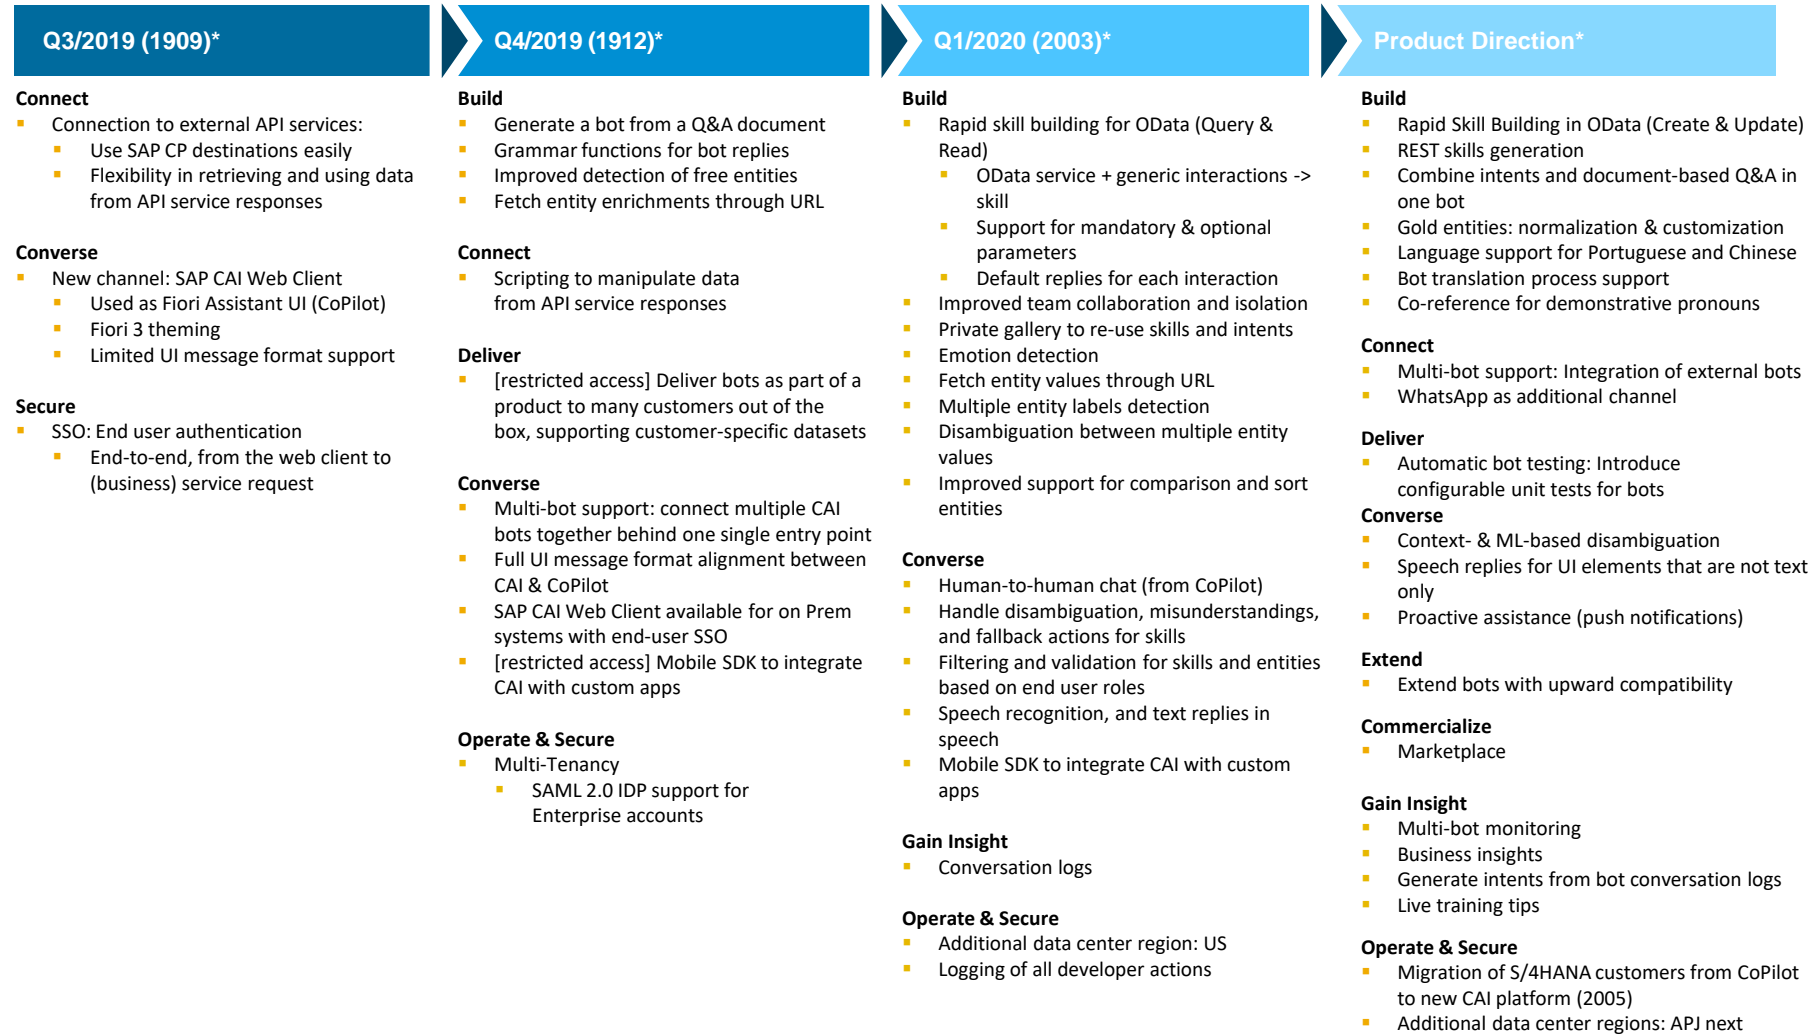 Q3/2019 (1909)*
Connect
Connection to external API services:
Use SAP CP destinations easily
Flexibility in retrieving and using data
from API service responses
Converse
New channel: SAP CAI Web Client
Used as Fiori Assistant UI (CoPilot)
Fiori 3 theming
Limited UI message format support
Secure
SSO: End user authentication
End-to-end, from the web client to
(business) service request
Q4/2019 (1912)*
Build
Generate a bot from a Q&A document
Grammar functions for bot replies
Improved detection of free entities
Fetch entity enrichments through URL
Connect
Scripting to manipulate data
from API service responses
Deliver
[restricted access] Deliver bots as part of a
product to many customers out of the
box, supporting customer-specific datasets
Converse
Multi-bot support: connect multiple CAI
bots together behind one single entry point
Full UI message format alignment between
CAI & CoPilot
SAP CAI Web Client available for on Prem
systems with end-user SSO
[restricted access] Mobile SDK to integrate
CAI with custom apps
Operate & Secure
Multi-Tenancy
SAML 2.0 IDP support for
Enterprise accounts
Q1/2020 (2003)*
Build
Rapid skill building for OData (Query &
Read)
OData service + generic interactions ->
skill
Support for mandatory & optional
parameters
Default replies for each interaction
Improved team collaboration and isolation
Private gallery to re-use skills and intents
Emotion detection
Fetch entity values through URL
Multiple entity labels detection
Disambiguation between multiple entity
values
Improved support for comparison and sort
entities
Converse
Human-to-human chat (from CoPilot)
Handle disambiguation, misunderstandings,
and fallback actions for skills
Filtering and validation for skills and entities
based on end user roles
Speech recognition, and text replies in
speech
Mobile SDK to integrate CAI with custom
apps
Gain Insight
Conversation logs
Operate & Secure
Additional data center region: US
Logging of all developer actions
Product Direction*
Build
Rapid Skill Building in OData (Create & Update)
REST skills generation
Combine intents and document-based Q&A in
one bot
Gold entities: normalization & customization
Language support for Portuguese and Chinese
Bot translation process support
Co-reference for demonstrative pronouns
Connect
Multi-bot support: Integration of external bots
WhatsApp as additional channel
Deliver
Automatic bot testing: Introduce
configurable unit tests for bots
Converse
Context- & ML-based disambiguation
Speech replies for UI elements that are not text
only
Proactive assistance (push notifications)
Extend
Extend bots with upward compatibility
Commercialize
Marketplace
Gain Insight
Multi-bot monitoring
Business insights
Generate intents from bot conversation logs
Live training tips
Operate & Secure
Migration of S/4HANA customers from CoPilot
to new CAI platform (2005)
Additional data center regions: APJ next